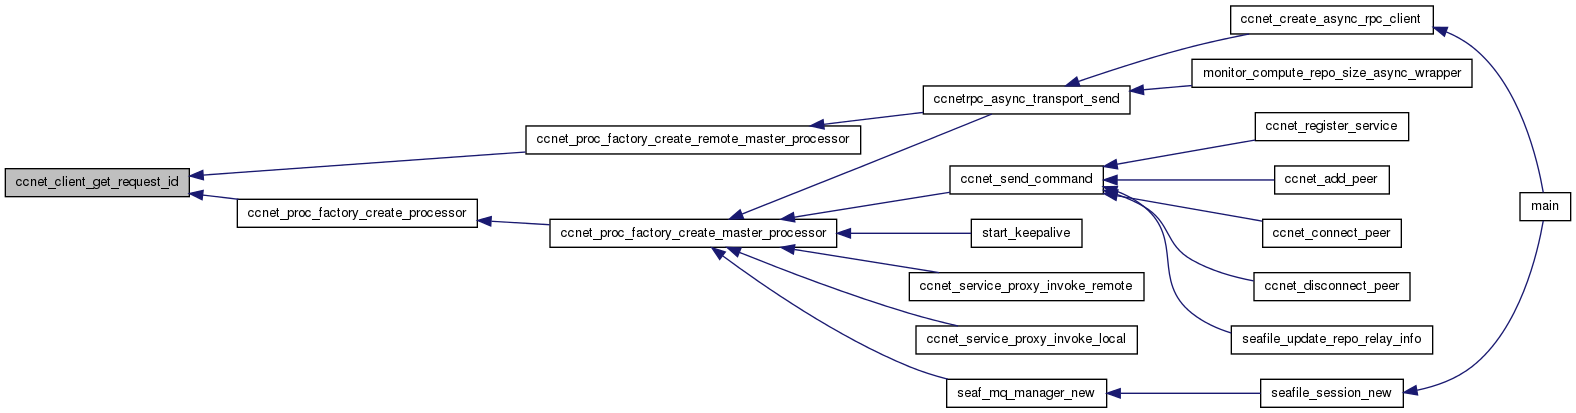 ccnet_create_async_rpc_client
monitor_compute_repo_size_async_wrapper
ccnetrpc_async_transport_send
ccnet_register_service
ccnet_proc_factory_create_remote_master_processor
ccnet_send_command
ccnet_add_peer
ccnet_client_get_request_id
main
ccnet_proc_factory_create_processor
ccnet_proc_factory_create_master_processor
start_keepalive
ccnet_connect_peer
ccnet_service_proxy_invoke_remote
ccnet_disconnect_peer
ccnet_service_proxy_invoke_local
seafile_update_repo_relay_info
seaf_mq_manager_new
seafile_session_new